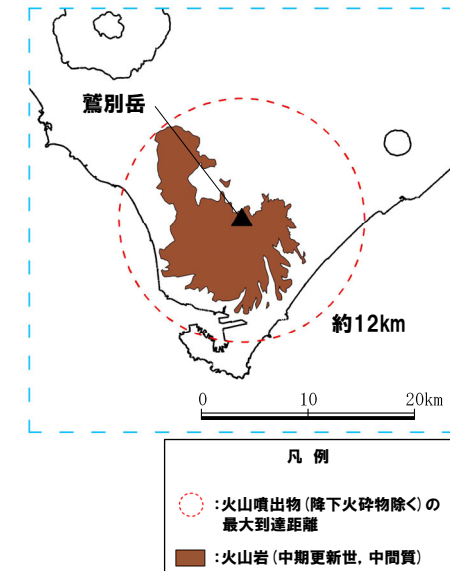 鷲別岳
約12km
0 10 20km
凡 例
：火山噴出物（降下火砕物除く）の
最大到達距離
：火山岩（中期更新世，中間質）